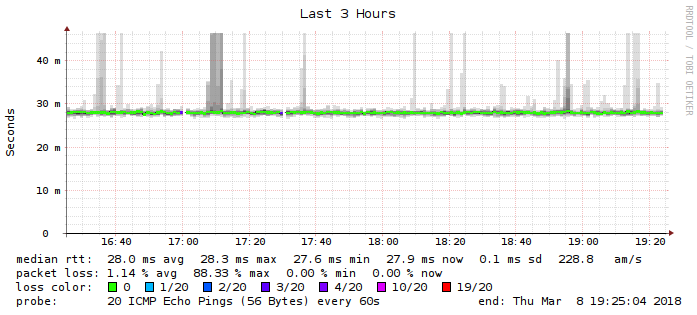 Last 3 Hours
RRDTOOL / TOBI OETIKER
Seconds
40 m
30 m
20 m
10 m
0
16:40 17:00 17:20 17:40 18:00 18:20 18:40 19:00 19:20
median rtt: 28.0 ms avg 28.3 ms max 27.6 ms min 27.9 ms now 0.1 ms sd 228.8 am/s
packet loss: 1.14 % avg 88.33 % max 0.00 % min 0.00 % now
loss color: 0 1/20 2/20 3/20 4/20 10/20 19/20
probe: 20 ICMP Echo Pings (56 Bytes) every 60s end: Thu Mar 8 19:25:04 2018